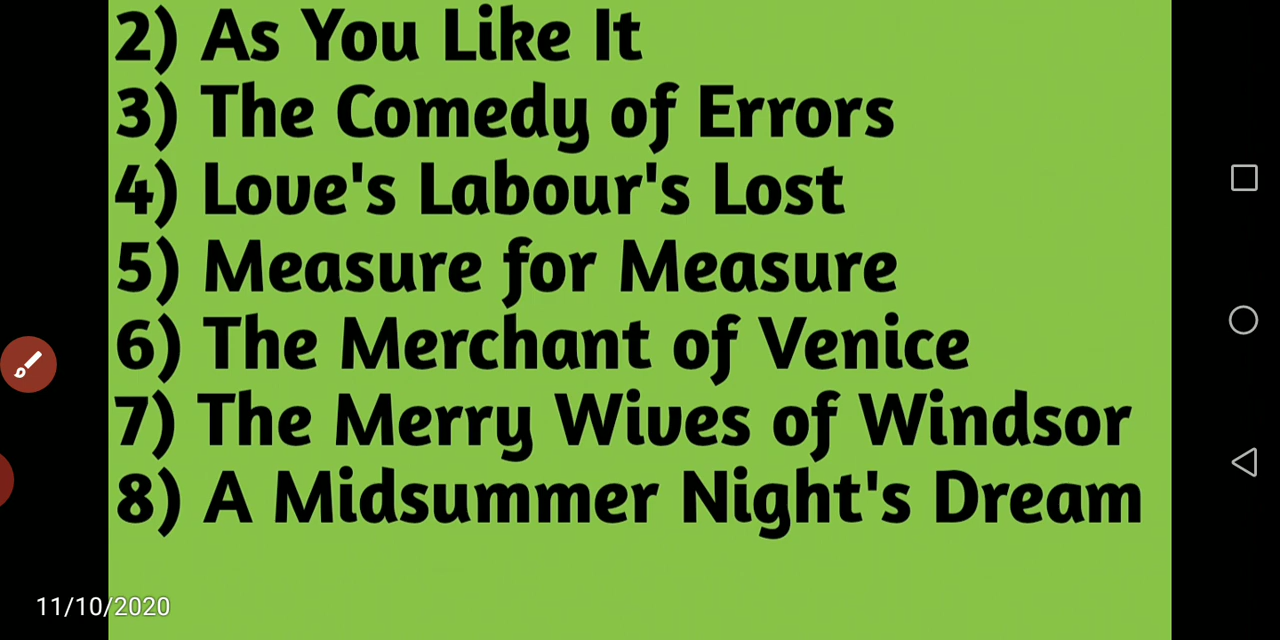 2) As You Like It
3) The Comedy of Errors
4) Love's Labour's Lost
5) Measure for Measure
6) The Merchant of Venice
7) The Merry Wives of Windsor
8) A Midsummer Night's Dream
11/10/2020